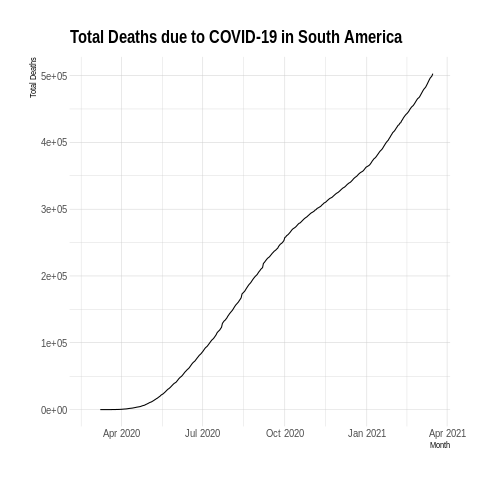 Total Deaths due to COVID-19 in South America
Total Deaths
5e+05
4e+05
3e+05
2e+05
1e+05
0e+00
Apr 2020 Jul 2020 Oct 2020 Jan 2021 Apr 2021
Month